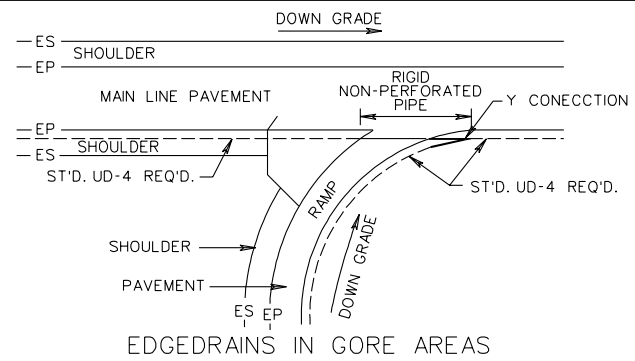 DOWN GRADE
ES
SHOULDER
EP
RIGID
NON-PERFORATED
PIPE
MAIN LINE PAVEMENT
Y CONECCTION
EP
SHOULDER
ES
ST'D. UD-4 REQ'D.
ST'D. UD-4 REQ'D.
RAMP
SHOULDER
DOWN GRADE
PAVEMENT
ES EP
EDGEDRAINS IN GORE AREAS